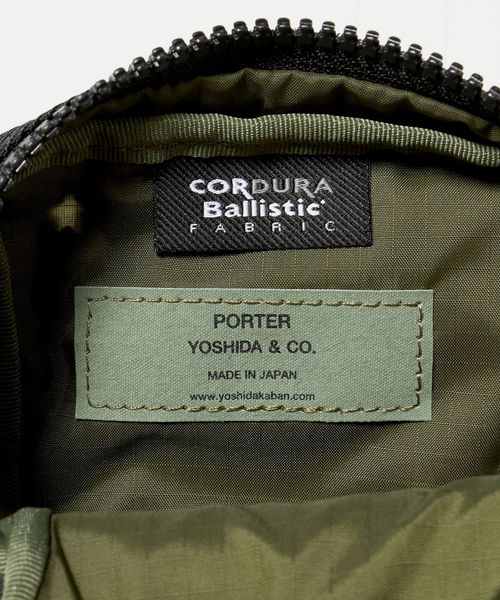 CORDURA
Ballistic®
FABRIC
PORTER
YOSHIDA & CO.
MADE IN JAPAN
www.yoshidakaban.com